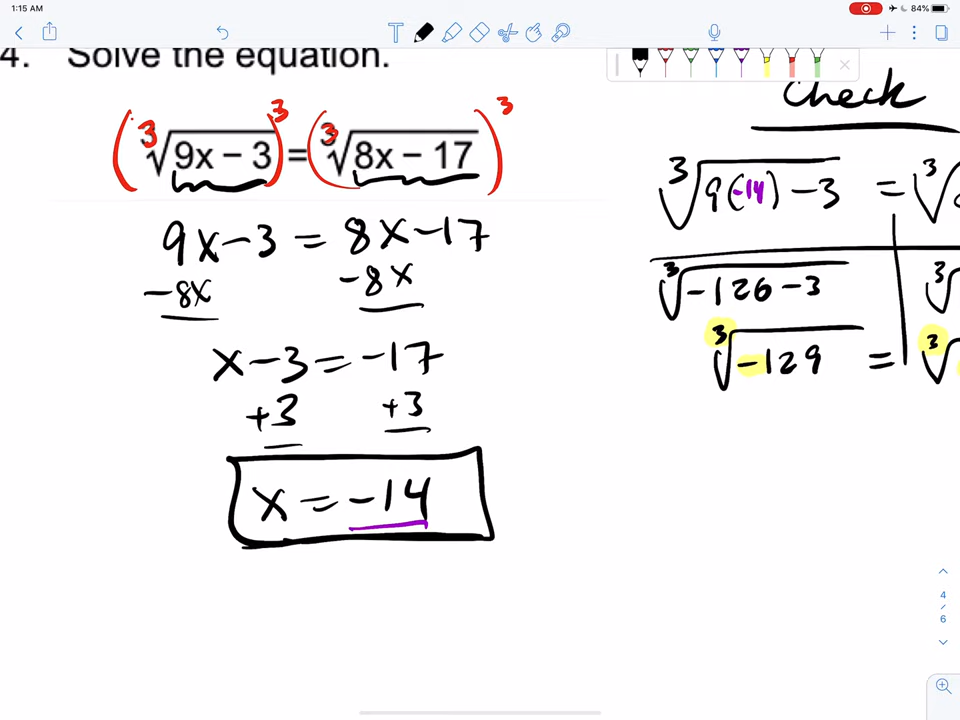 1:15 AM
84%
4. Solve the equation.
(∛(9x − 3))³ = (∛(8x − 17))³
9x − 3 = 8x − 17
−8x −8x
x − 3 = −17
+3 +3
x = −14
Check
∛(9(-14) − 3) = ∛
∛(−126 − 3) ∛
∛(−129) = ∛
4
/
6